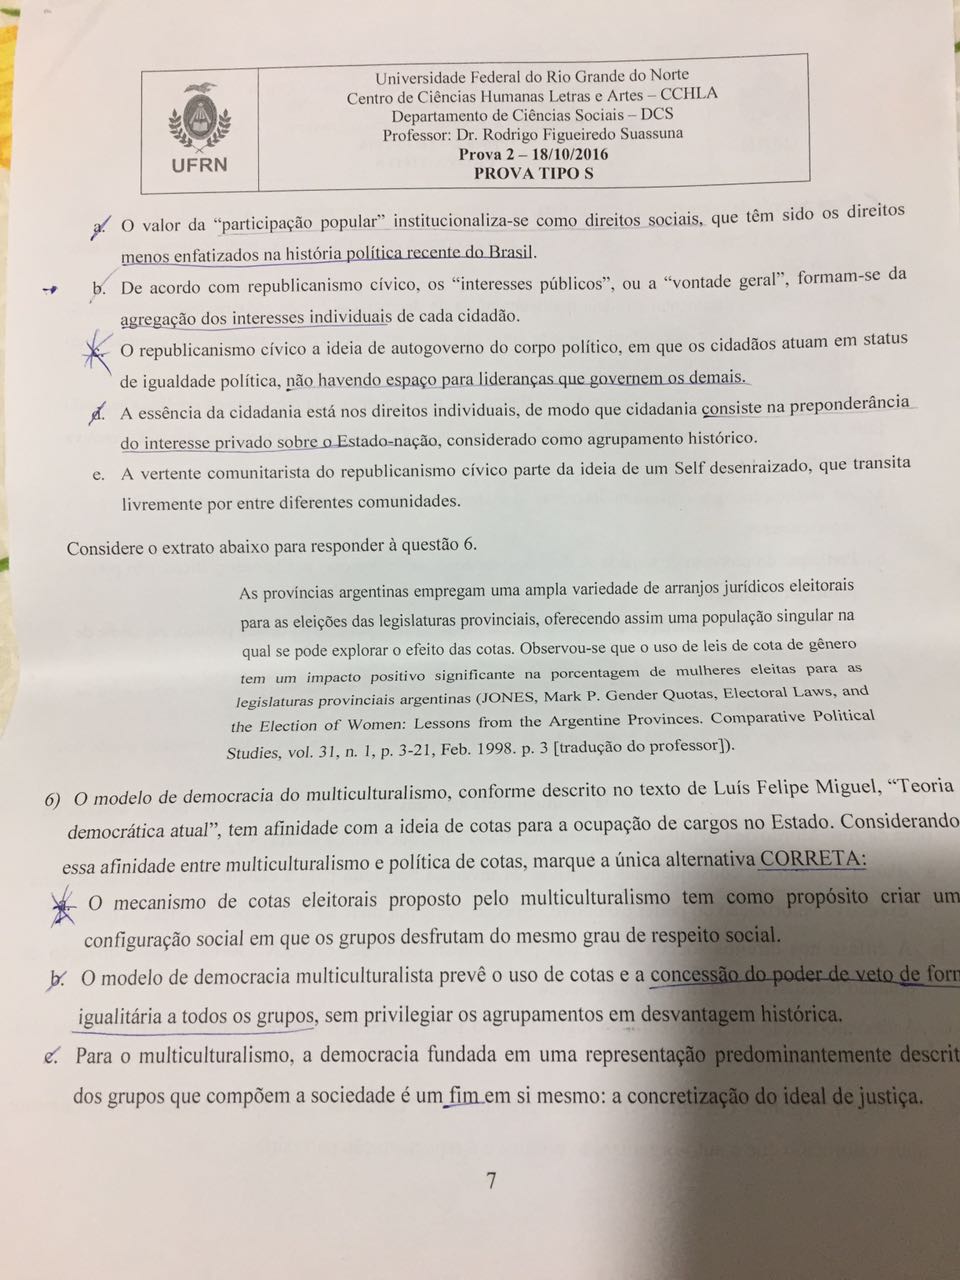 Universidade Federal do Rio Grande do Norte
Centro de Ciências Humanas Letras e Artes – CCHLA
Departamento de Ciências Sociais – DCS
Professor: Dr. Rodrigo Figueiredo Suassuna
Prova 2 – 18/10/2016
PROVA TIPO S
UFRN
a. O valor da “participação popular” institucionaliza-se como direitos sociais, que têm sido os direitos
menos enfatizados na história política recente do Brasil.
b. De acordo com republicanismo cívico, os “interesses públicos”, ou a “vontade geral”, formam-se da
agregação dos interesses individuais de cada cidadão.
c. O republicanismo cívico a ideia de autogoverno do corpo político, em que os cidadãos atuam em status
de igualdade política, não havendo espaço para lideranças que governem os demais.
d. A essência da cidadania está nos direitos individuais, de modo que cidadania consiste na preponderância
do interesse privado sobre o Estado-nação, considerado como agrupamento histórico.
e. A vertente comunitarista do republicanismo cívico parte da ideia de um Self desenraizado, que transita
livremente por entre diferentes comunidades.
Considere o extrato abaixo para responder à questão 6.
As províncias argentinas empregam uma ampla variedade de arranjos jurídicos eleitorais
para as eleições das legislaturas provinciais, oferecendo assim uma população singular na
qual se pode explorar o efeito das cotas. Observou-se que o uso de leis de cota de gênero
tem um impacto positivo significante na porcentagem de mulheres eleitas para as
legislaturas provinciais argentinas (JONES, Mark P. Gender Quotas, Electoral Laws, and
the Election of Women: Lessons from the Argentine Provinces. Comparative Political
Studies, vol. 31, n. 1, p. 3-21, Feb. 1998. p. 3 [tradução do professor]).
6) O modelo de democracia do multiculturalismo, conforme descrito no texto de Luís Felipe Miguel, “Teoria
democrática atual”, tem afinidade com a ideia de cotas para a ocupação de cargos no Estado. Considerando
essa afinidade entre multiculturalismo e política de cotas, marque a única alternativa CORRETA:
a. O mecanismo de cotas eleitorais proposto pelo multiculturalismo tem como propósito criar um
configuração social em que os grupos desfrutam do mesmo grau de respeito social.
b. O modelo de democracia multiculturalista prevê o uso de cotas e a concessão do poder de veto de for
igualitária a todos os grupos, sem privilegiar os agrupamentos em desvantagem histórica.
c. Para o multiculturalismo, a democracia fundada em uma representação predominantemente descrit
dos grupos que compõem a sociedade é um fim em si mesmo: a concretização do ideal de justiça.
7